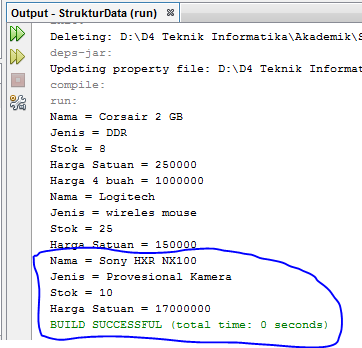 Output - StrukturData (run)
Deleting: D:\D4 Teknik Informatika\Akademik\S
deps-jar:
Updating property file: D:\D4 Teknik Informat
compile:
run:
Nama = Corsair 2 GB
Jenis = DDR
Stok = 8
Harga Satuan = 250000
Harga 4 buah = 1000000
Nama = Logitech
Jenis = wireles mouse
Stok = 25
Harga Satuan = 150000
Nama = Sony HXR NX100
Jenis = Provesional Kamera
Stok = 10
Harga Satuan = 17000000
BUILD SUCCESSFUL (total time: 0 seconds)